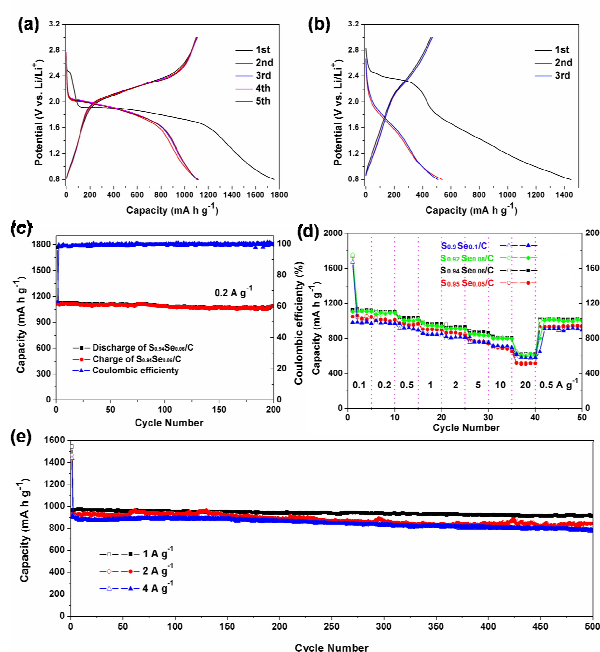 (a)
3.2
2.8
2.4
2.0
1.6
1.2
0.8
Potential (V vs. Li/Li+)
1st
2nd
3rd
4th
5th
0 200 400 600 800 1000 1200 1400 1600 1800
Capacity (mA h g-1)
(b)
3.2
2.8
2.4
2.0
1.6
1.2
0.8
Potential (V vs. Li/Li+)
1st
2nd
3rd
0 200 400 600 800 1000 1200 1400
Capacity (mA h g-1)
(c)
1800
1500
1200
900
600
300
0
Capacity (mA h g-1)
0.2 A g-1
Discharge of S0.94Se0.06/C
Charge of S0.94Se0.06/C
Coulombic efficiency
100
80
60
40
20
0
Coulombic efficiency (%)
0 50 100 150 200
Cycle Number
(d)
2000
1600
1200
800
400
0
Capacity (mA h g-1)
S0.9Se0.1/C
S0.92Se0.08/C
S0.94Se0.06/C
S0.95Se0.05/C
0.1 0.2 0.5 1 2 5 10 20 0.5 A g-1
200
160
120
800
400
0
0 10 20 30 40 50
Cycle Number
(e)
1600
1400
1200
1000
800
600
400
200
0
Capacity (mA h g-1)
1 A g-1
2 A g-1
4 A g-1
0 50 100 150 200 250 300 350 400 450 500
Cycle Number